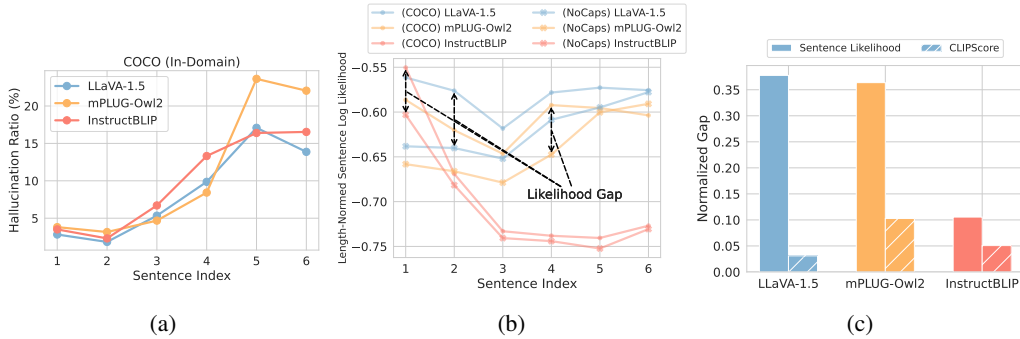 COCO (In-Domain)
Hallucination Ratio (%)
20
15
10
5
LLaVA-1.5
mPLUG-Owl2
InstructBLIP
1 2 3 4 5 6
Sentence Index
(a)
(COCO) LLaVA-1.5 (NoCaps) LLaVA-1.5
(COCO) mPLUG-Owl2 (NoCaps) mPLUG-Owl2
(COCO) InstructBLIP (NoCaps) InstructBLIP
Length-Normed Sentence Log Likelihood
−0.55
−0.60
−0.65
−0.70
−0.75
Likelihood Gap
1 2 3 4 5 6
Sentence Index
(b)
Sentence Likelihood CLIPScore
Normalized Gap
0.35
0.30
0.25
0.20
0.15
0.10
0.05
0.00
LLaVA-1.5 mPLUG-Owl2 InstructBLIP
(c)